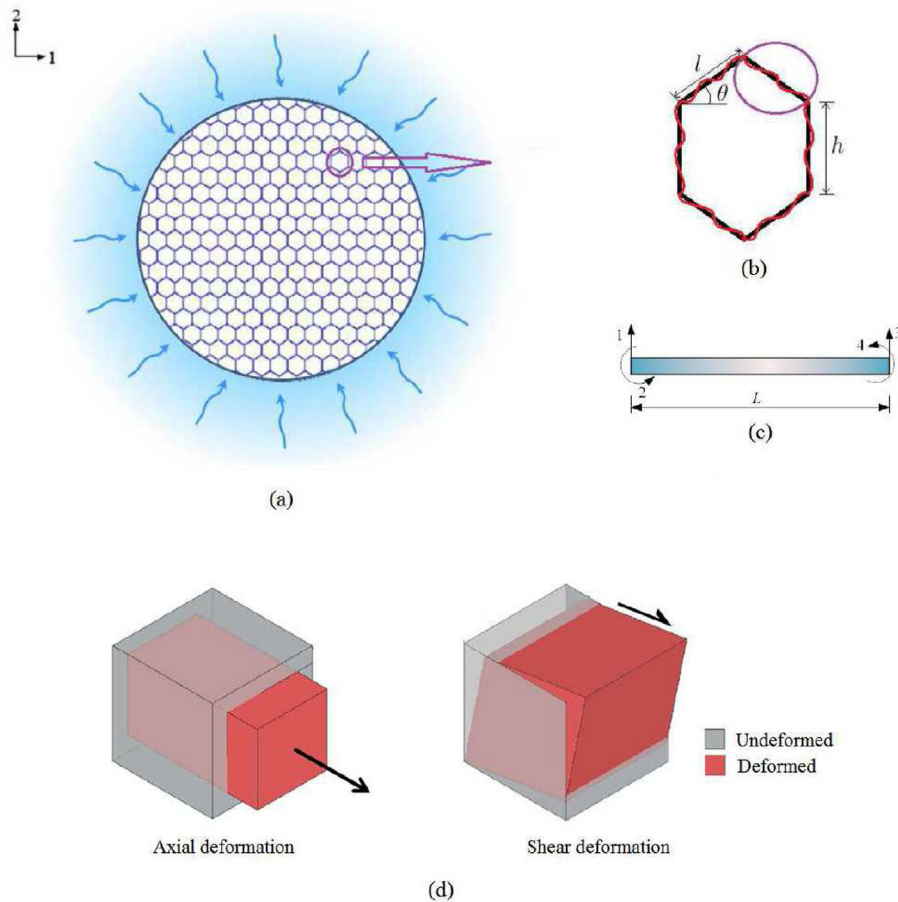 2
1
(a)
l
θ
h
(b)
1
3
4
2
L
(c)
Undeformed
Deformed
Axial deformation
Shear deformation
(d)